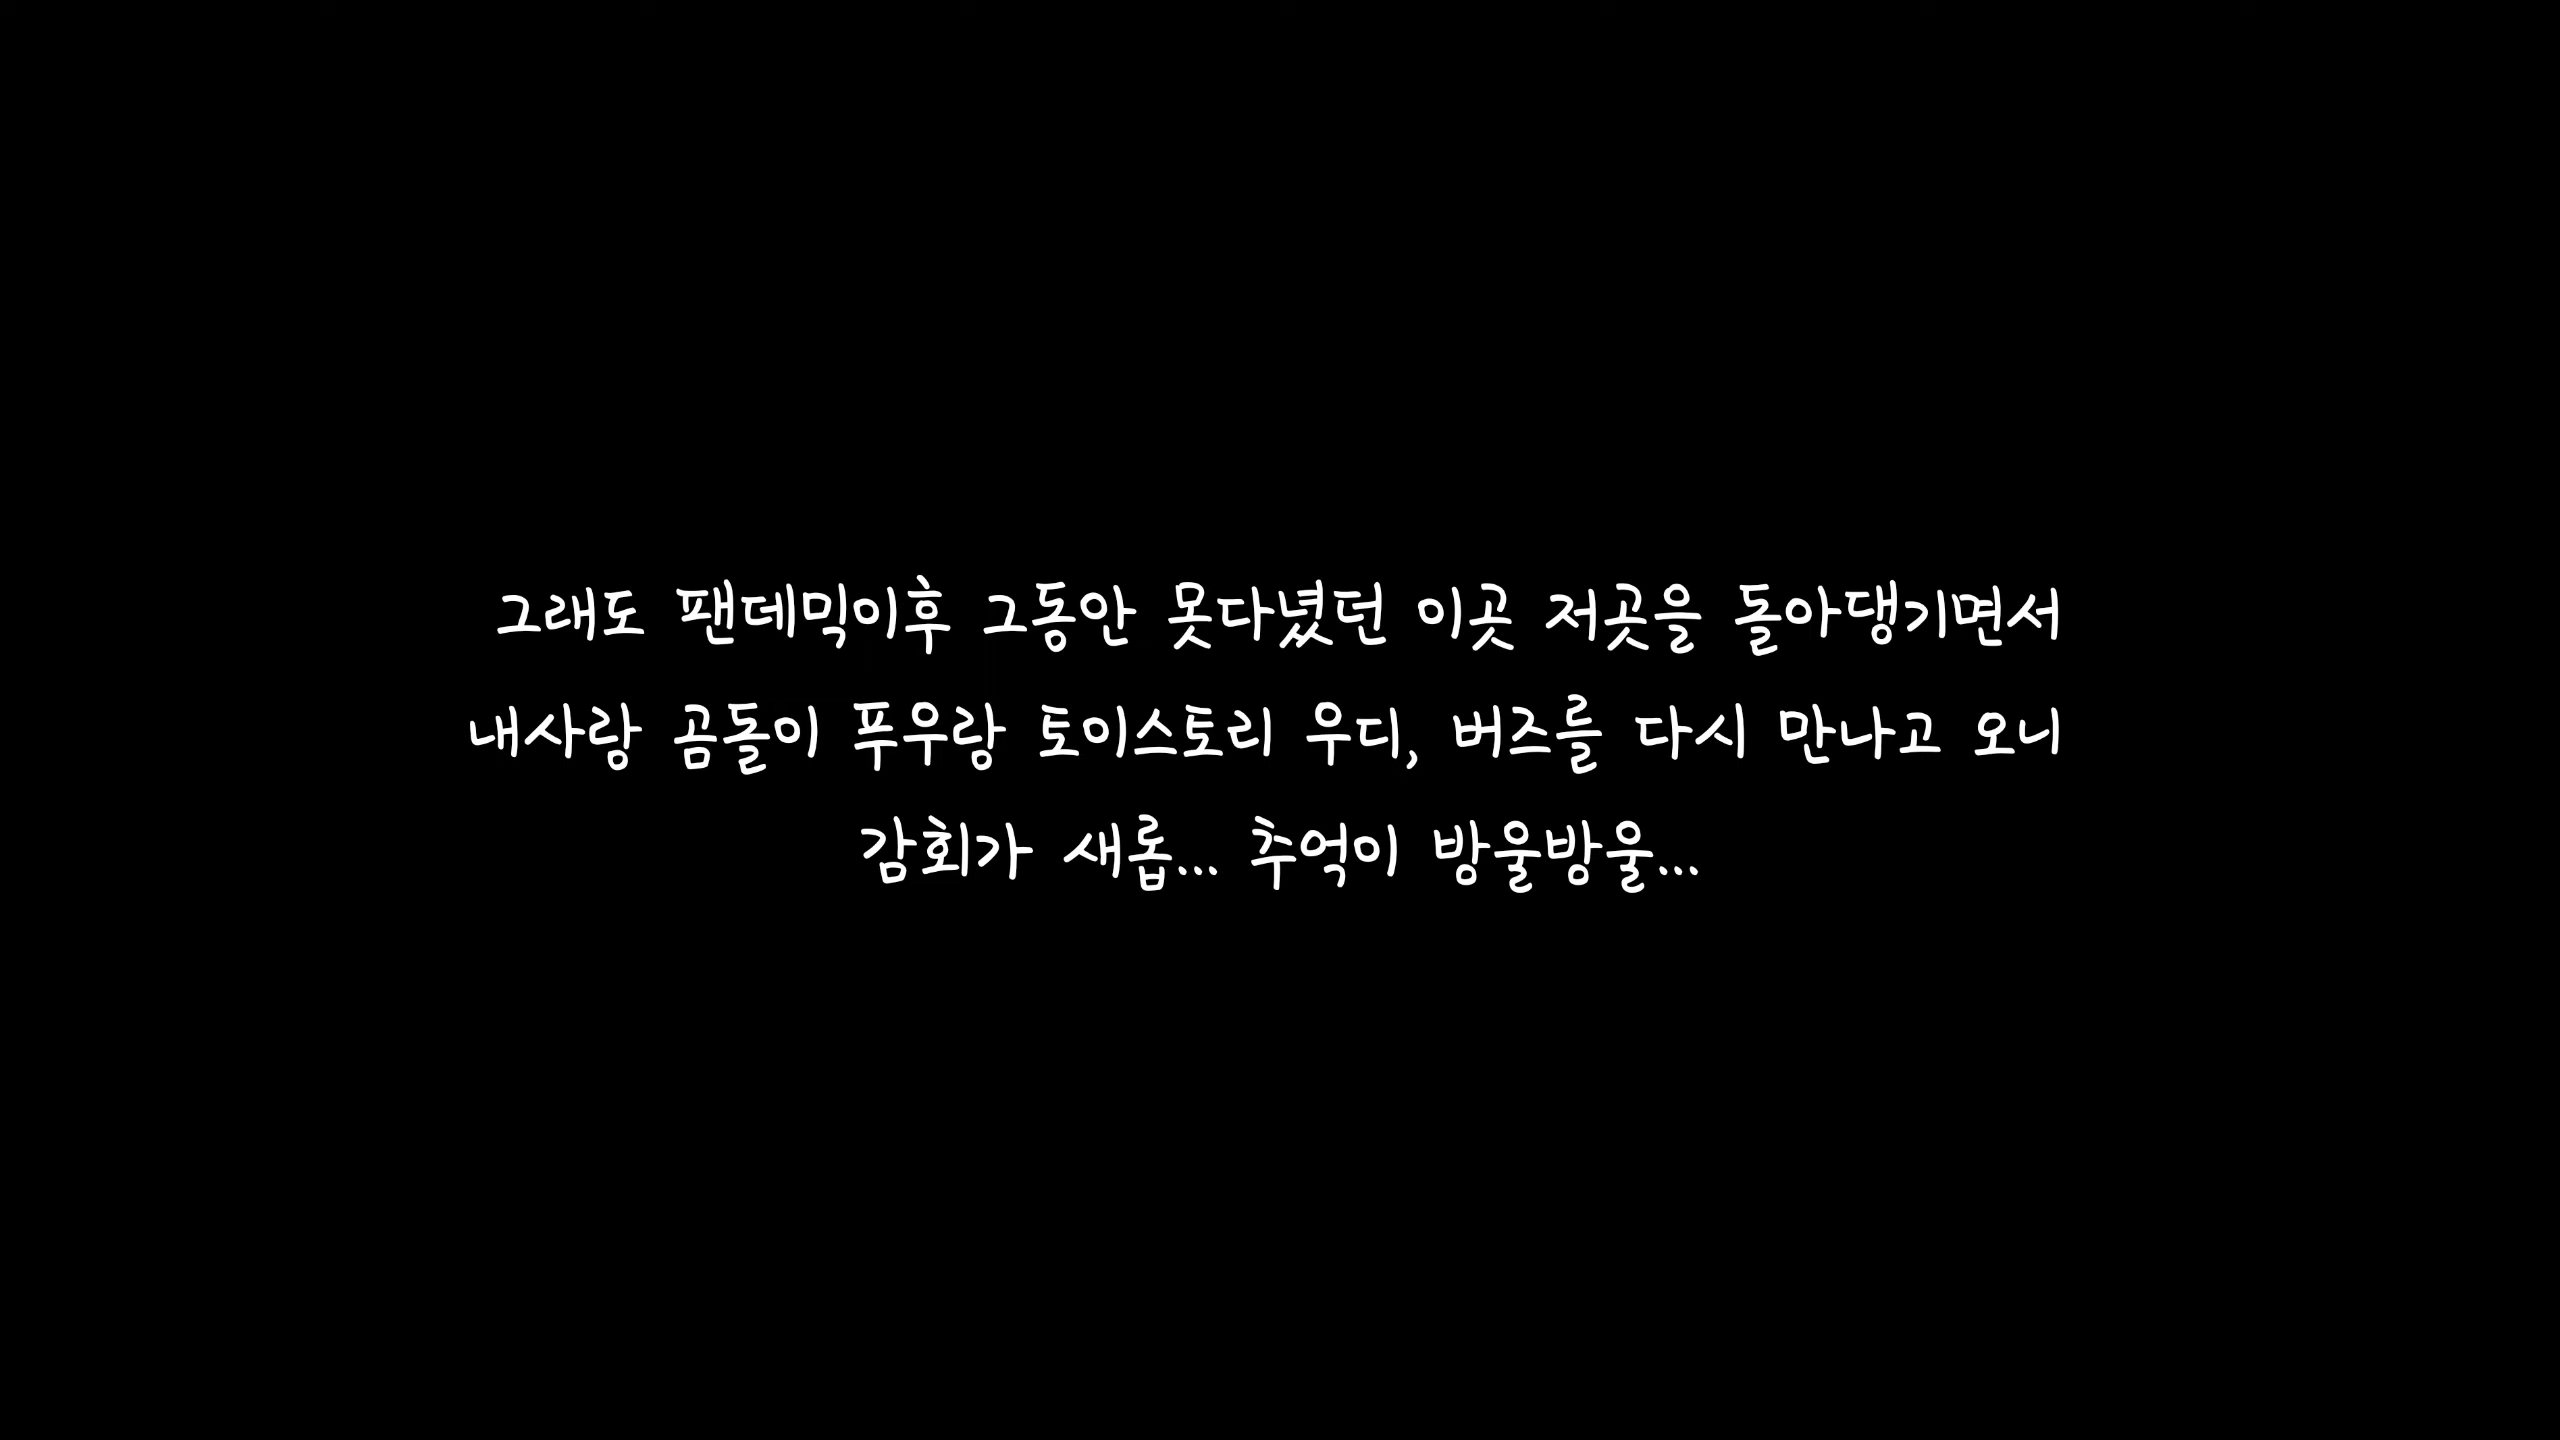 그래도 팬데믹이후 그동안 못다녔던 이곳 저곳을 돌아댕기면서
내사랑 곰돌이 푸우랑 토이스토리 우디, 버즈를 다시 만나고 오니
감회가 새롭... 추억이 방울방울...